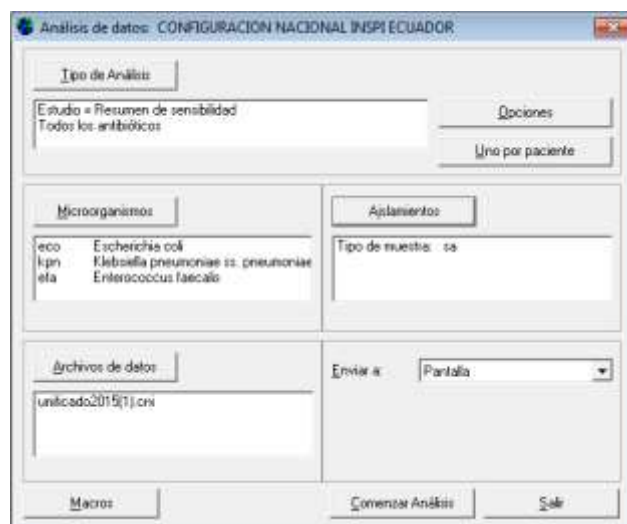 Análisis de datos: CONFIGURACION NACIONAL INSPI ECUADOR
Tipo de Análisis
Estudio = Resumen de sensibilidad
Todos los antibióticos
Opciones
Uno por paciente
Microorganismos
eco Escherichia coli
kpn Klebsiella pneumoniae ss. pneumoniae
efa Enterococcus faecalis
Aislamientos
Tipo de muestra: sa
Archivos de datos
unificado2015(1).cni
Enviar a: Pantalla
Macros
Comenzar Análisis
Salir